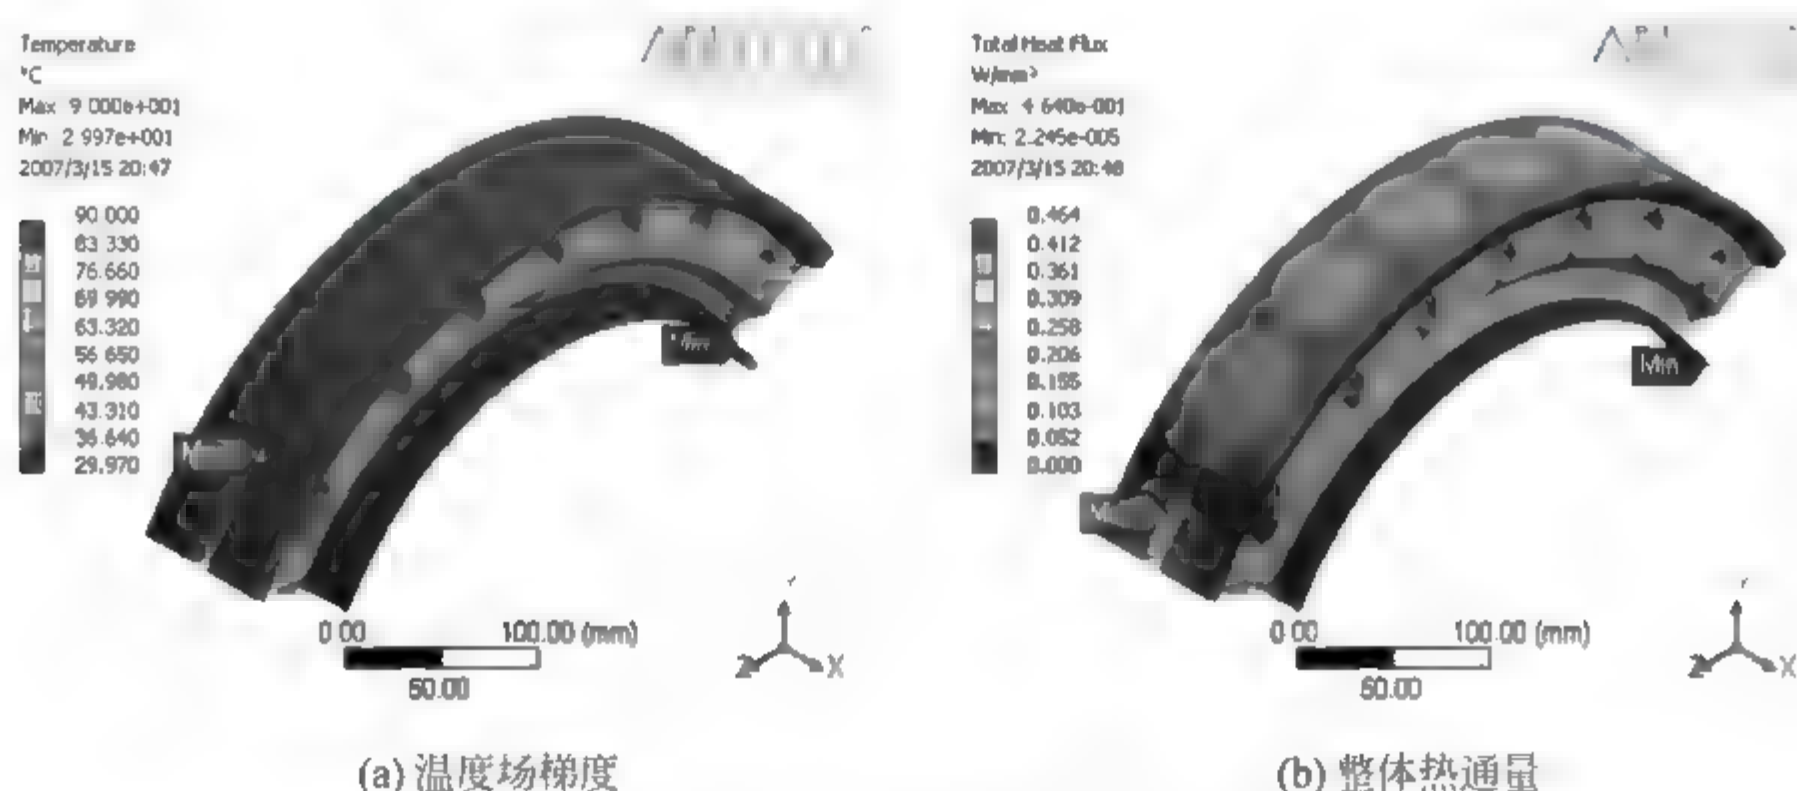 Temperature
°C
Max 9 000e+001
Min 2 997e+001
2007/3/15 20:47
90 000
83 330
76.660
69 990
63.320
56 650
49.980
43.310
36.640
29.970
0 00
100.00 (mm)
50.00
Y
Z
X
(a) 温度场梯度
Total Heat Flux
W/mm²
Max 4 640e-001
Min: 2.245e-005
2007/3/15 20:48
0.464
0.412
0.361
0.309
0.258
0.206
0.155
0.103
0.052
0.000
Min
0 00
100.00 (mm)
50.00
Y
Z
X
(b) 整体热通量